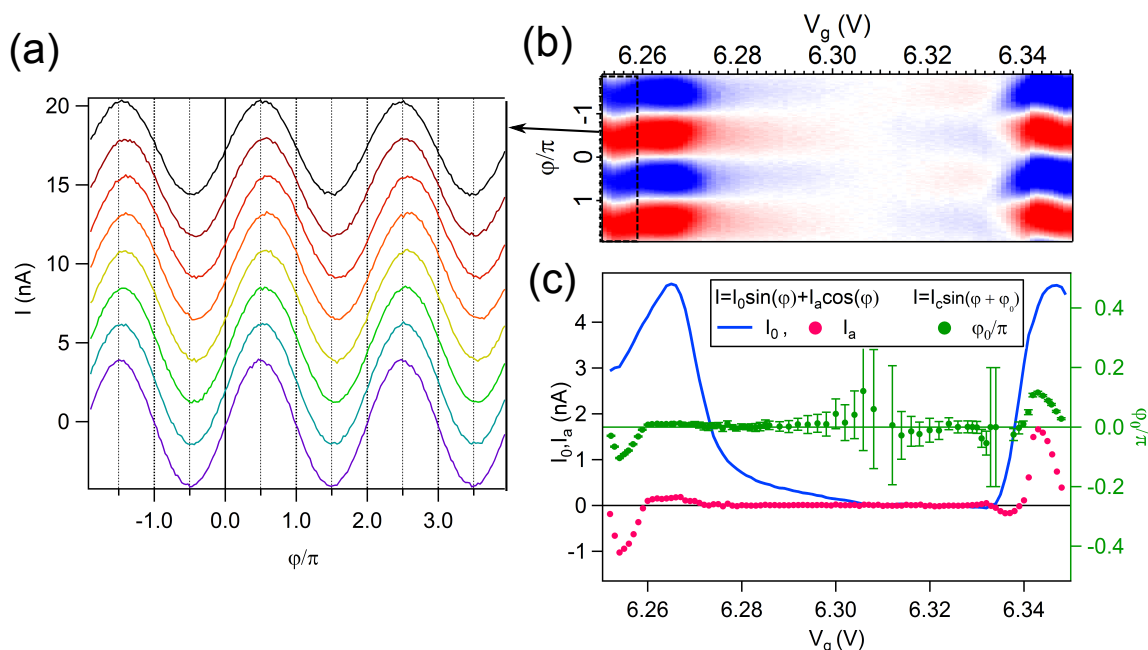 (a)
20
15
10
5
0
I (nA)
-1.0 0.0 1.0 2.0 3.0
φ/π
(b)
V_g (V)
6.26 6.28 6.30 6.32 6.34
-1
0
1
φ/π
(c)
I=I_0sin(φ)+I_acos(φ) I=I_csin(φ + φ_0)
I_0 , I_a φ_0/π
4
3
2
1
0
-1
I_0,I_a (nA)
0.4
0.2
0.0
-0.2
-0.4
φ_0/π
6.26 6.28 6.30 6.32 6.34
V_g (V)